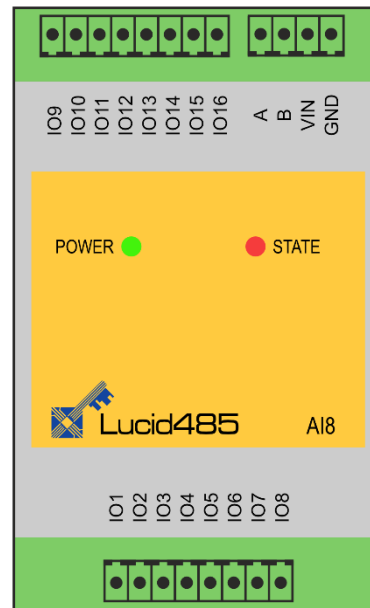 IO9 IO10 IO11 IO12 IO13 IO14 IO15 IO16 A B VIN GND
POWER STATE
Lucid485 AI8
IO1 IO2 IO3 IO4 IO5 IO6 IO7 IO8